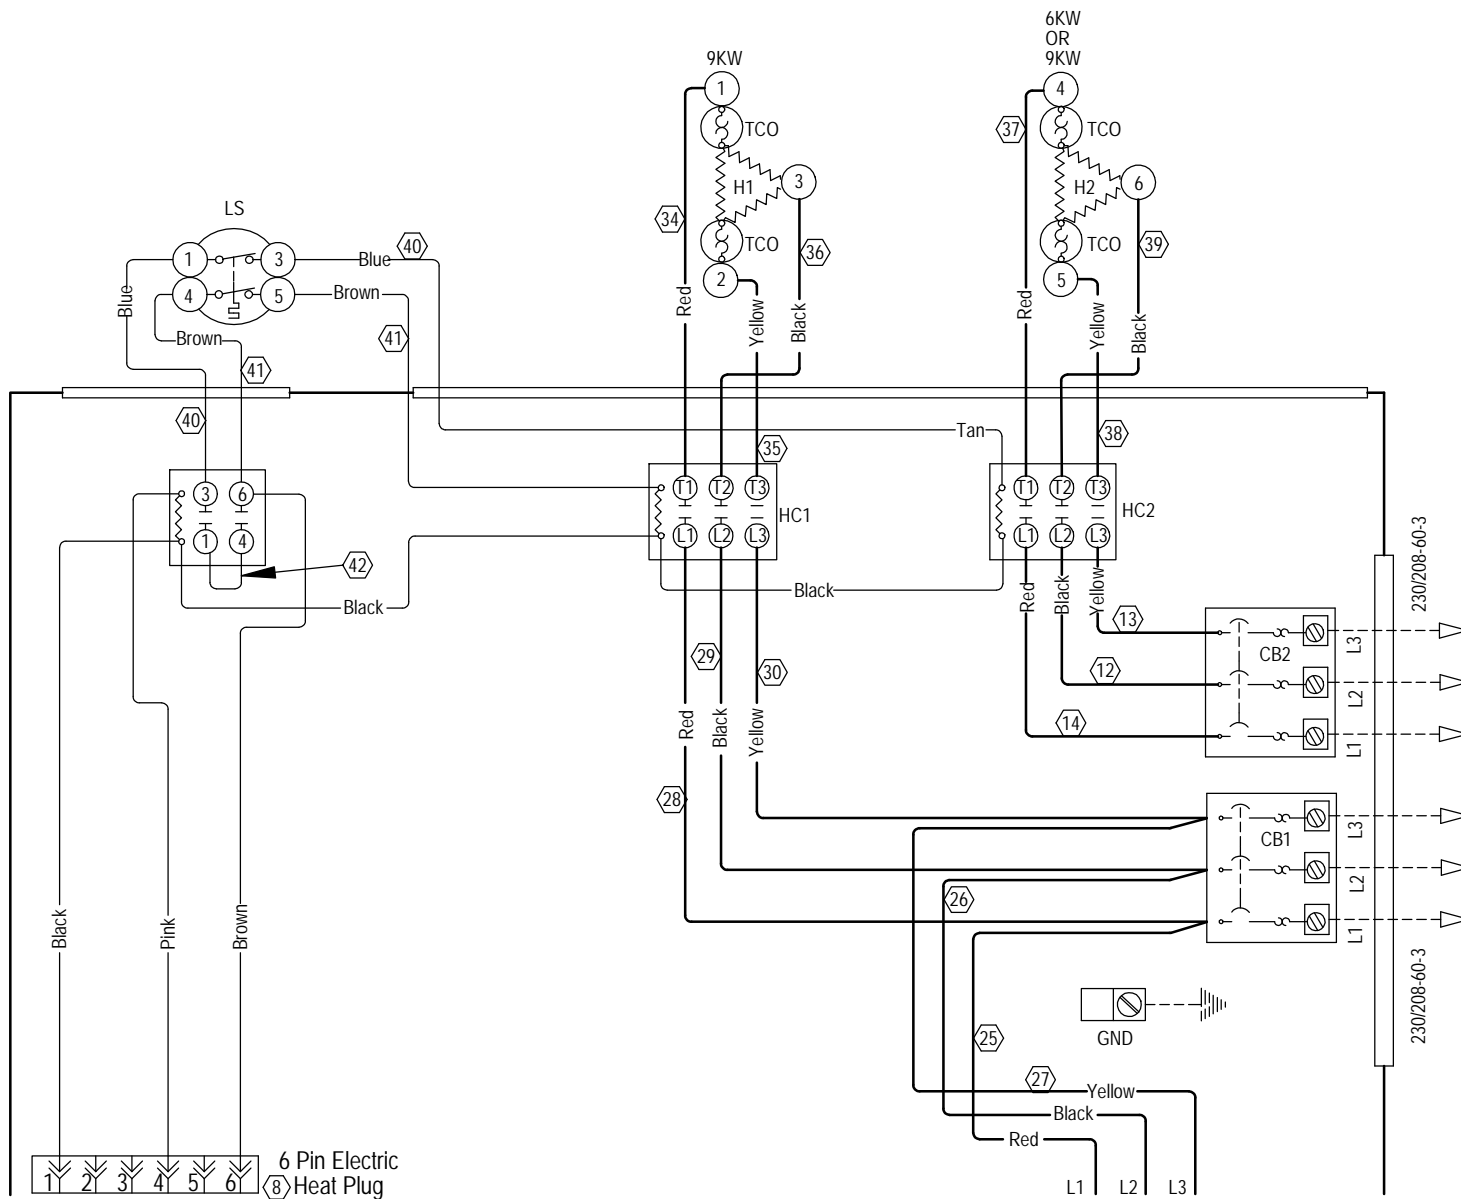 6KW
OR
9KW
9KW
1
4
TCO
TCO
37
H1
3
H2
6
LS
34
40
TCO
36
TCO
39
1
3
Blue
2
5
4
5
Brown
Blue
Red
Yellow
Black
Red
Yellow
Black
Brown
41
41
40
Tan
35
38
3
6
T1
T2
T3
HC1
T1
T2
T3
HC2
1
4
L1
L2
L3
L1
L2
L3
42
Black
Black
Red
Black
Yellow
13
CB2
L3
230/208-60-3
29
30
12
L2
Red
Black
Yellow
14
L1
28
CB1
L3
26
L2
L1
Black
Pink
Brown
25
GND
230/208-60-3
27
Yellow
Black
Red
1
2
3
4
5
6
6 Pin Electric
8 Heat Plug
L1
L2
L3